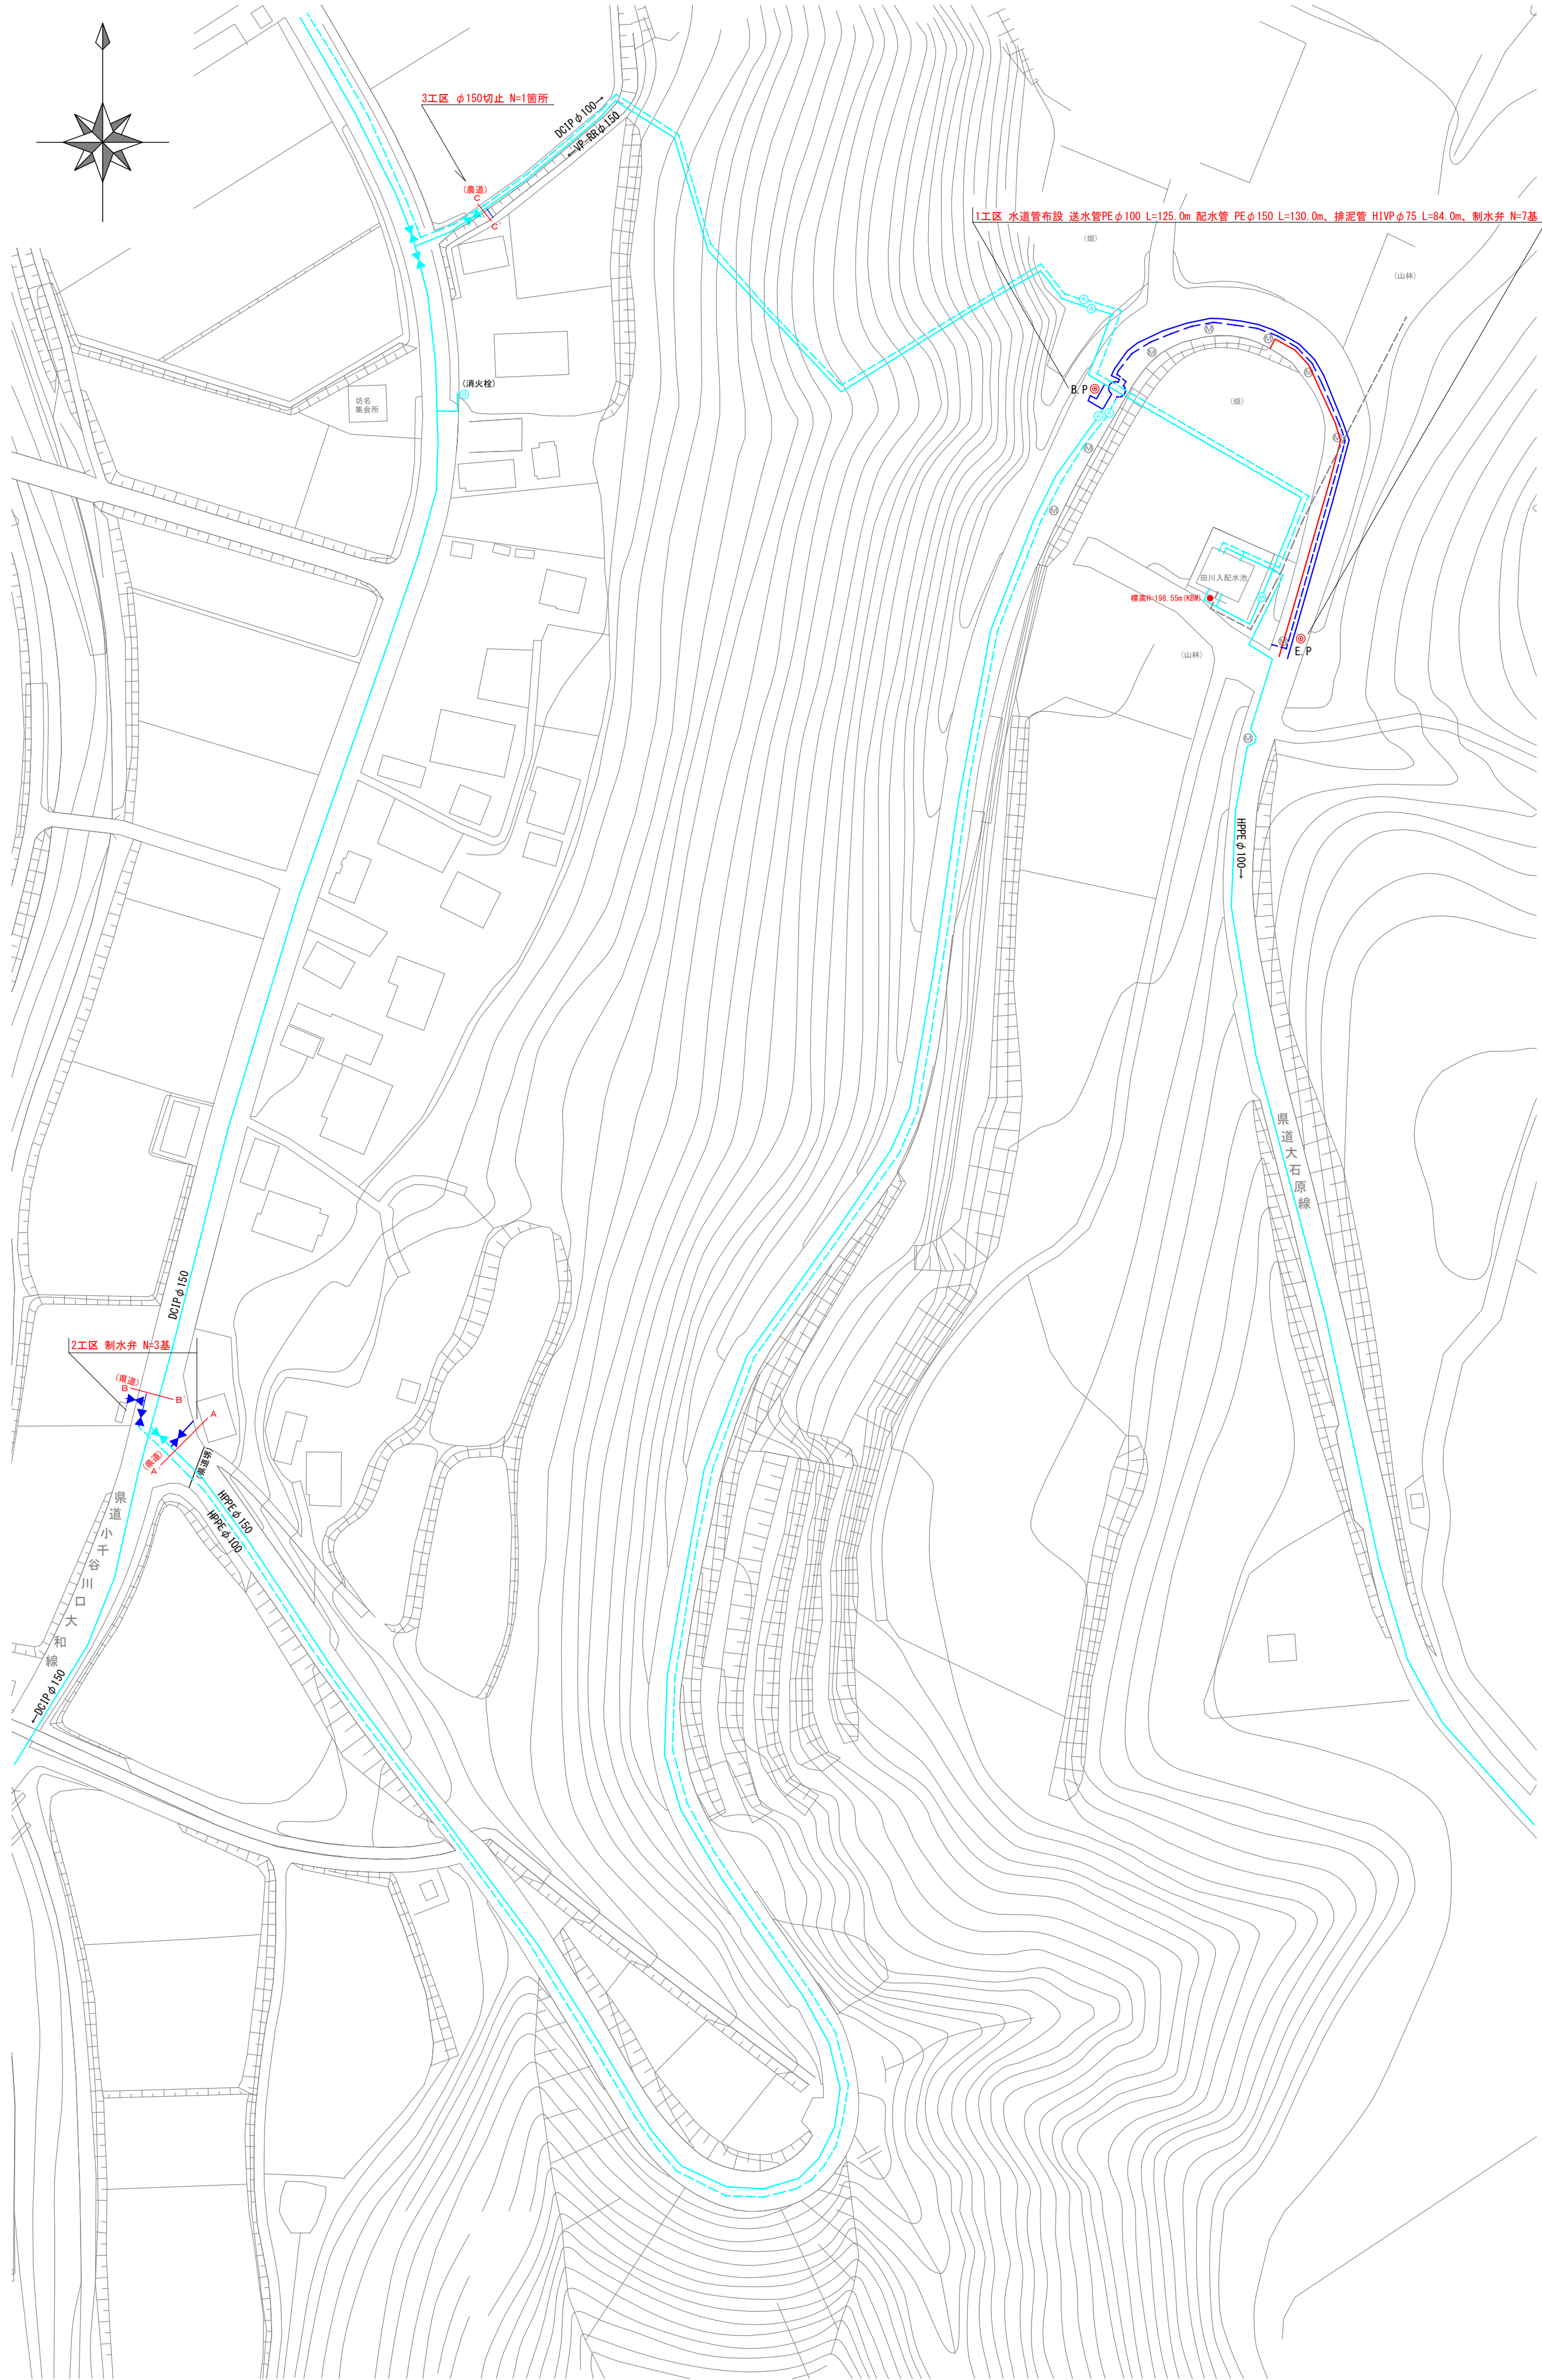 3工区 φ150切止 N=1箇所
DCIPφ100→
←VP-RRφ150
(農道)
C
C'
1工区 水道管布設 送水管PEφ100 L=125.0m 配水管 PEφ150 L=130.0m、排泥管 HIVPφ75 L=84.0m、制水弁 N=7基
(畑)
(山林)
(消火栓)
H
坊名
集会所
B.P
(畑)
M
M
M
M
M
M
M
田川入配水池
標高H=198.55m(KBM)
M
E.P
(山林)
M
HPPEφ100→
県道大石原線
DCIPφ150
2工区 制水弁 N=3基
(県道)
B
B'
A
(県道)
A'
(県道敷)
HPPEφ150
HPPEφ100
県道小千谷川口大和線
←DCIPφ150